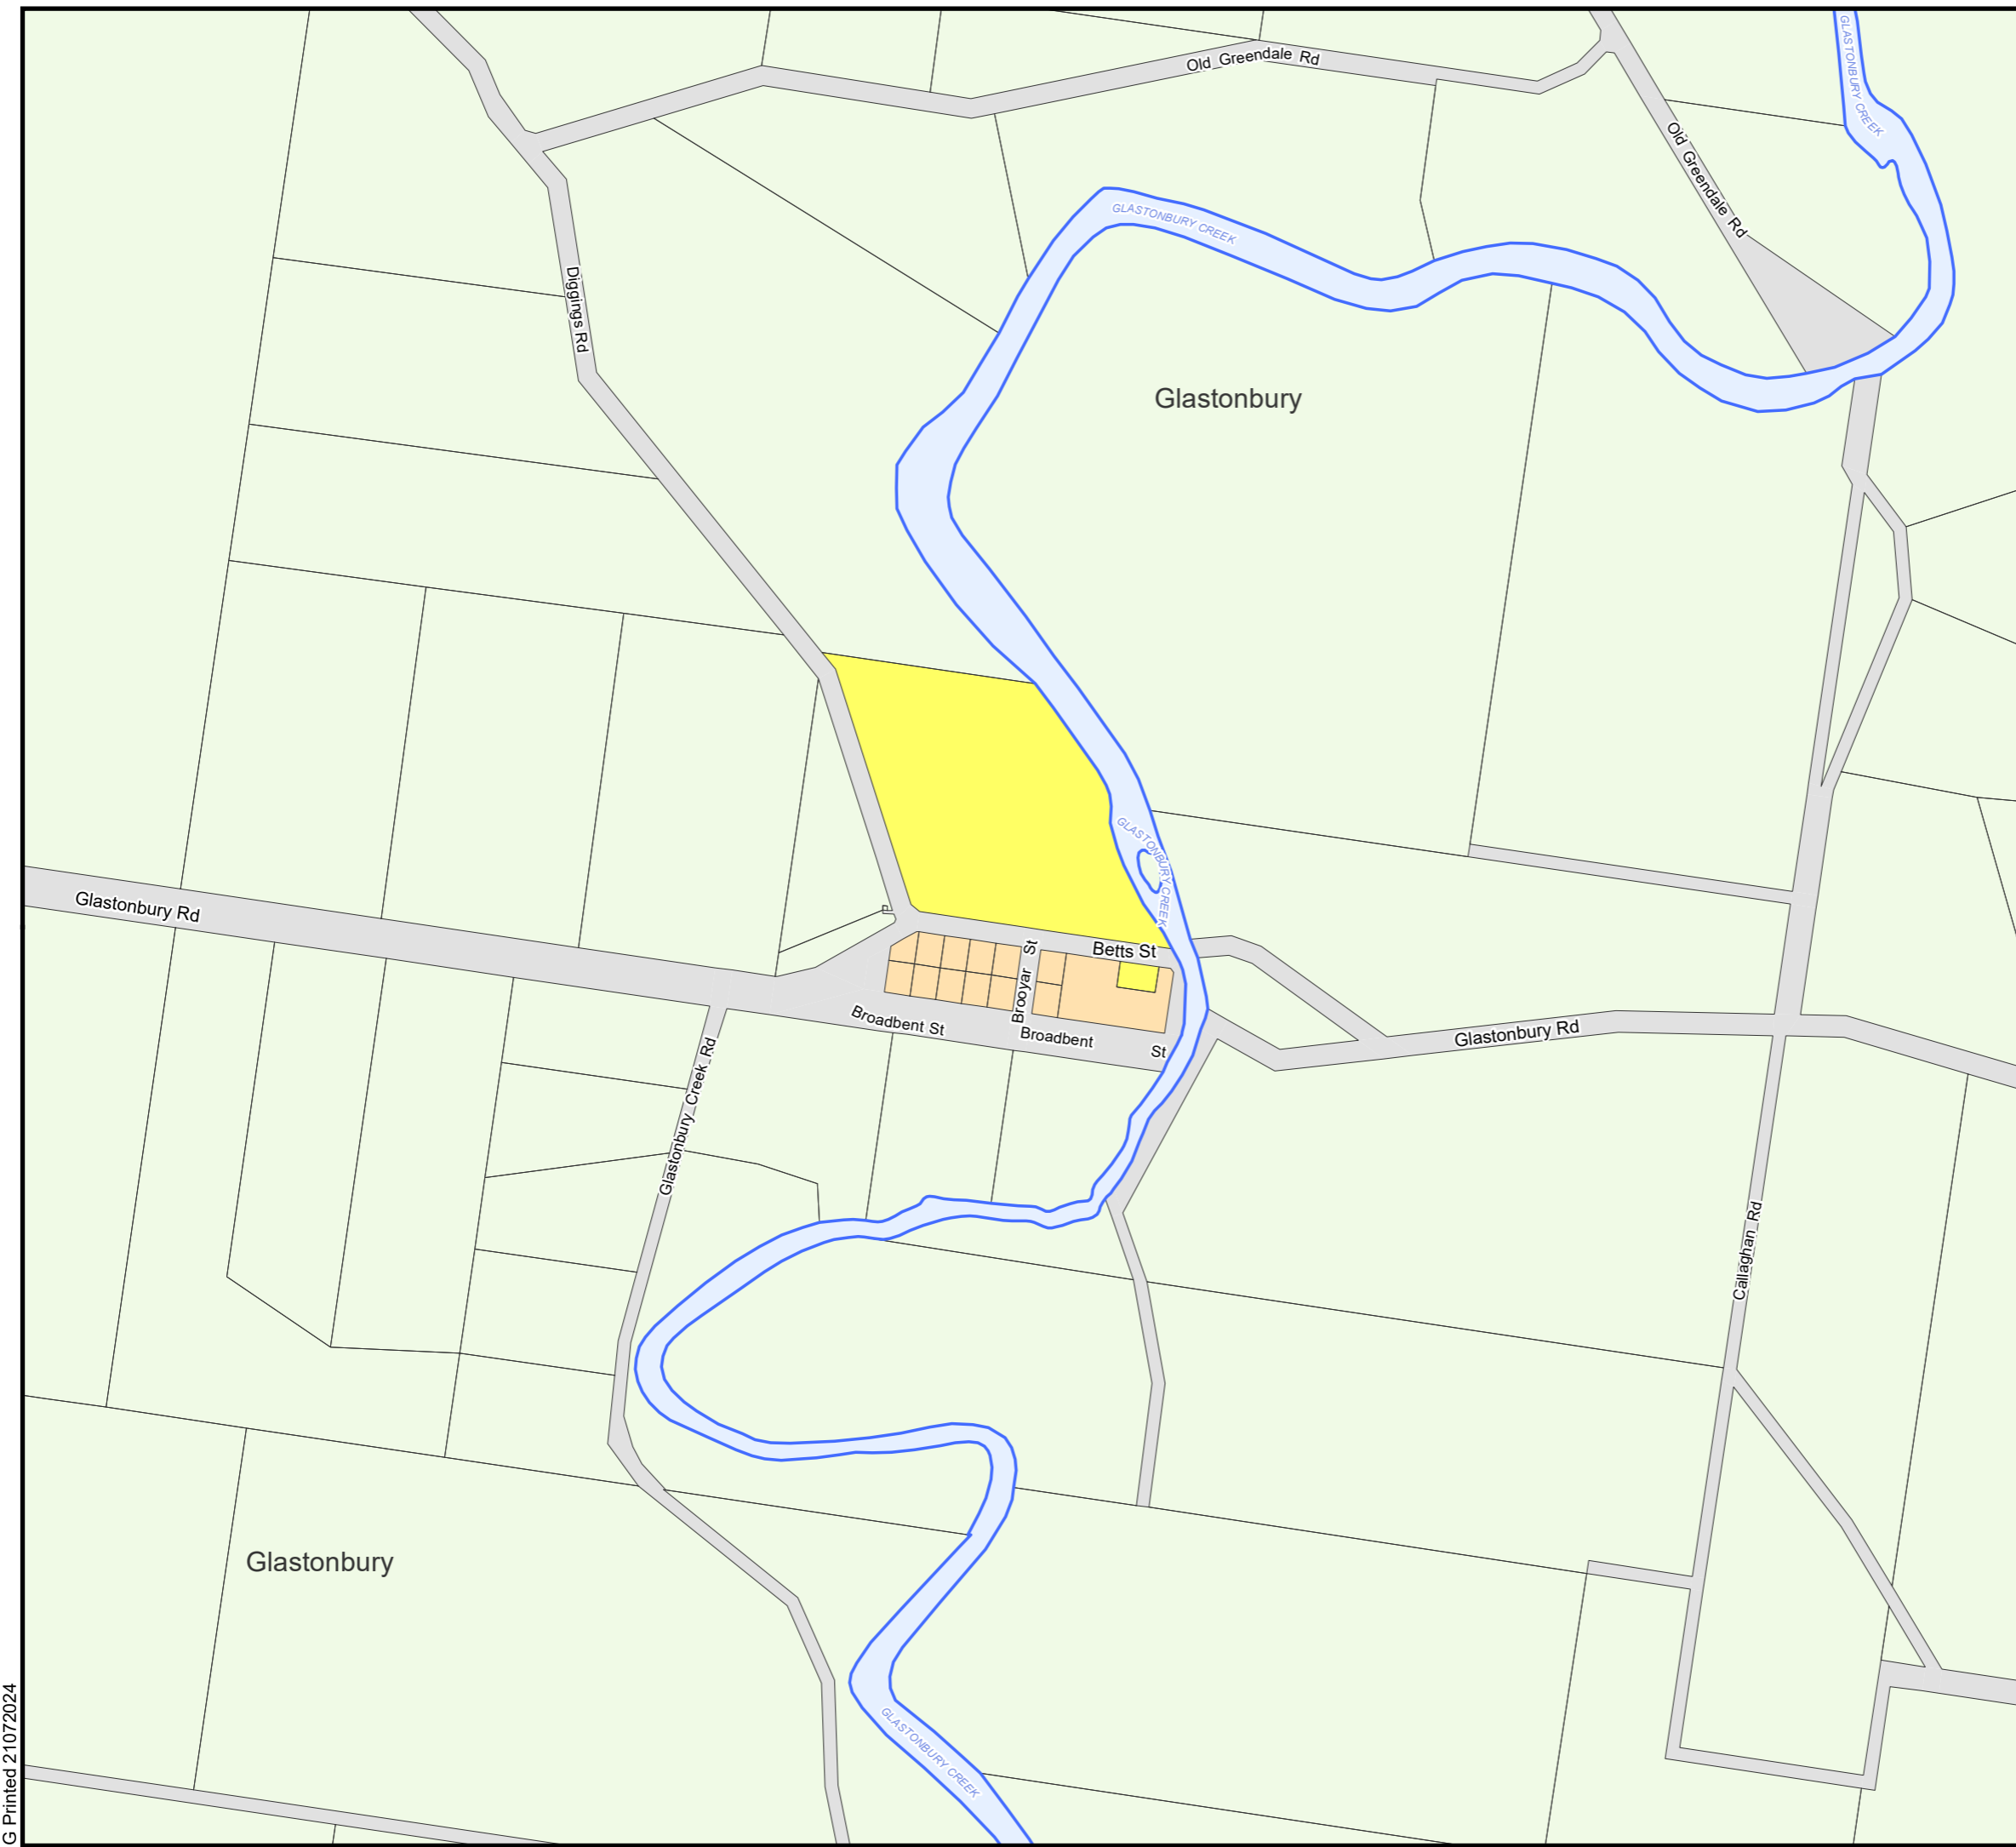 GLASTONBURY CREEK
Old Greendale Rd
Old Greendale Rd
GLASTONBURY CREEK
Diggings Rd
Glastonbury
GLASTONBURY CREEK
Glastonbury Rd
Betts St
Brooyar St
Broadbent St
Broadbent St
Glastonbury Rd
Glastonbury Creek Rd
Callaghan Rd
Glastonbury
GLASTONBURY CREEK
G Printed 21072024